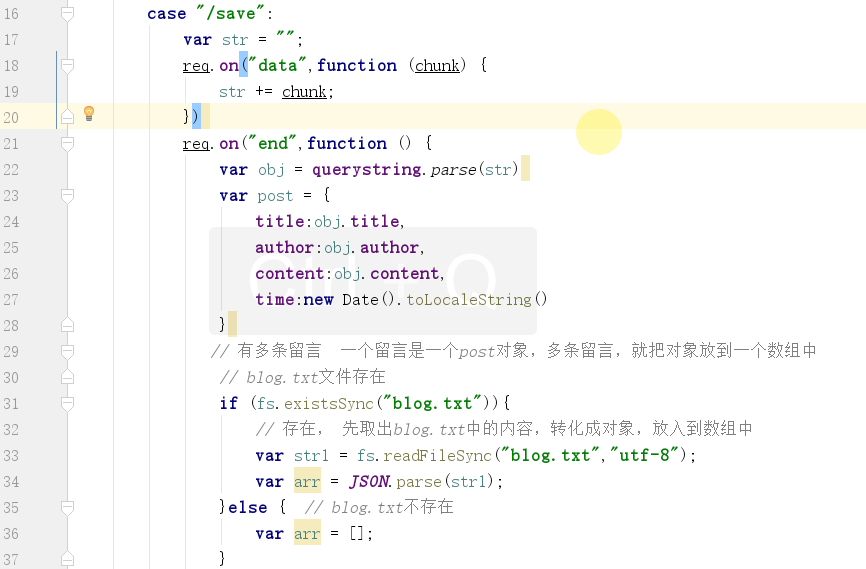 16 case "/save":
17 var str = "";
18 req.on("data",function (chunk) {
19 str += chunk;
20 })
21 req.on("end",function () {
22 var obj = querystring.parse(str)
23 var post = {
24 title:obj.title,
25 author:obj.author,
26 content:obj.content,
27 time:new Date().toLocaleString()
28 }
29 // 有多条留言 一个留言是一个post对象，多条留言，就把对象放到一个数组中
30 // blog.txt文件存在
31 if (fs.existsSync("blog.txt")){
32 // 存在， 先取出blog.txt中的内容，转化成对象，放入到数组中
33 var str1 = fs.readFileSync("blog.txt","utf-8");
34 var arr = JSON.parse(str1);
35 }else { // blog.txt不存在
36 var arr = [];
37 }
Ctrl + Q